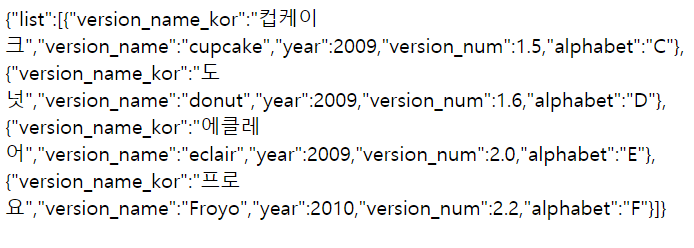 {"list":[{"version_name_kor":"컵케이
크","version_name":"cupcake","year":2009,"version_num":1.5,"alphabet":"C"},
{"version_name_kor":"도
넛","version_name":"donut","year":2009,"version_num":1.6,"alphabet":"D"},
{"version_name_kor":"에클레
어","version_name":"eclair","year":2009,"version_num":2.0,"alphabet":"E"},
{"version_name_kor":"프로
요","version_name":"Froyo","year":2010,"version_num":2.2,"alphabet":"F"}]}